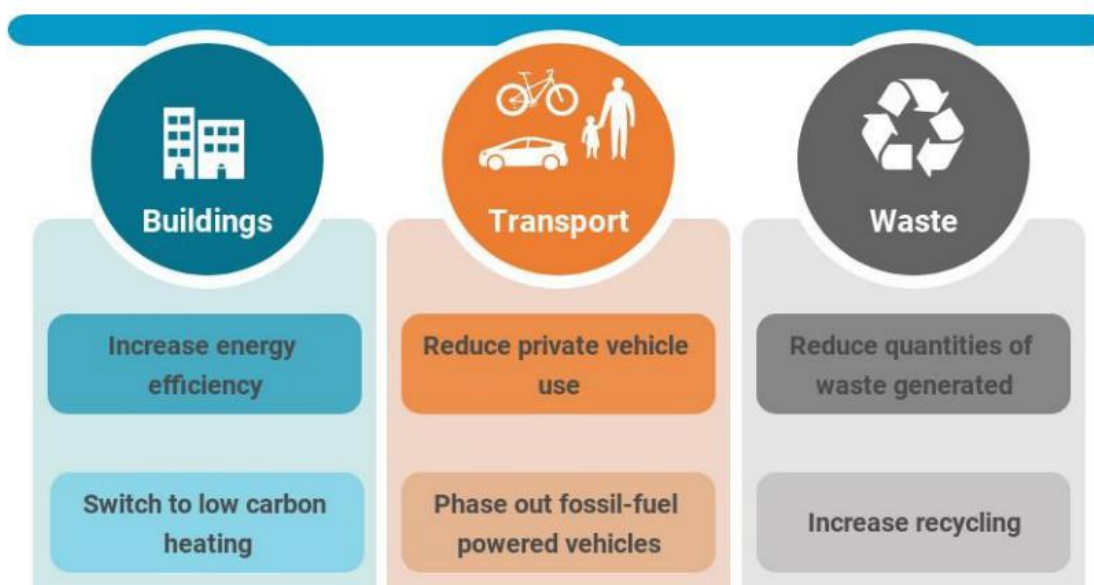 Buildings
Increase energy
efficiency
Switch to low carbon
heating
Transport
Reduce private vehicle
use
Phase out fossil-fuel
powered vehicles
Waste
Reduce quantities of
waste generated
Increase recycling